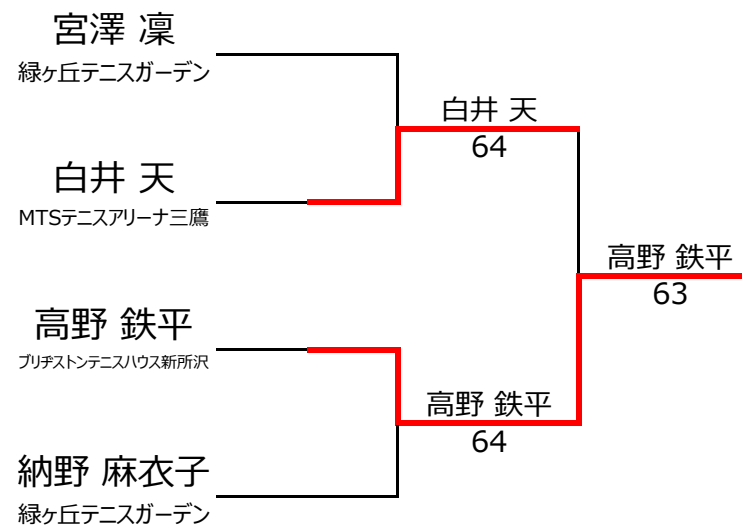 宮澤 凜
緑ヶ丘テニスガーデン
白井 天
64
白井 天
MTSテニスアリーナ三鷹
高野 鉄平
63
高野 鉄平
ブリヂストンテニスハウス新所沢
高野 鉄平
64
納野 麻衣子
緑ヶ丘テニスガーデン